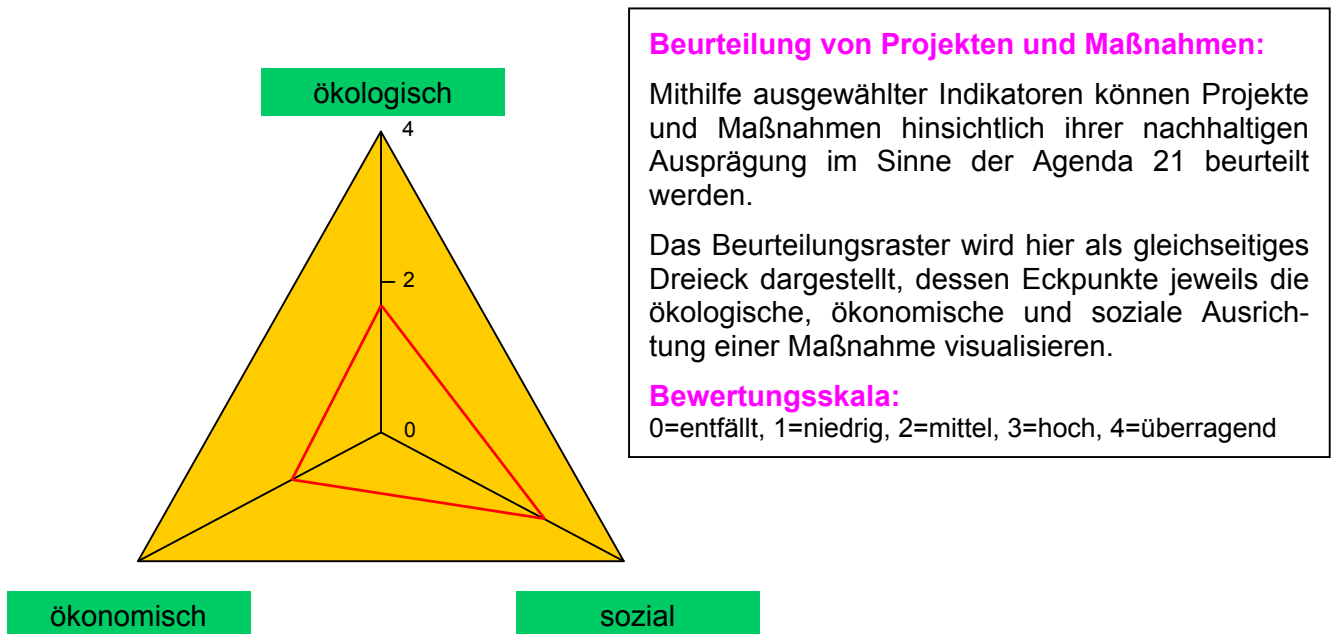 ökologisch
4
2
0
ökonomisch
sozial
Beurteilung von Projekten und Maßnahmen:
Mithilfe ausgewählter Indikatoren können Projekte
und Maßnahmen hinsichtlich ihrer nachhaltigen
Ausprägung im Sinne der Agenda 21 beurteilt
werden.
Das Beurteilungsraster wird hier als gleichseitiges
Dreieck dargestellt, dessen Eckpunkte jeweils die
ökologische, ökonomische und soziale Ausrich-
tung einer Maßnahme visualisieren.
Bewertungsskala:
0=entfällt, 1=niedrig, 2=mittel, 3=hoch, 4=überragend